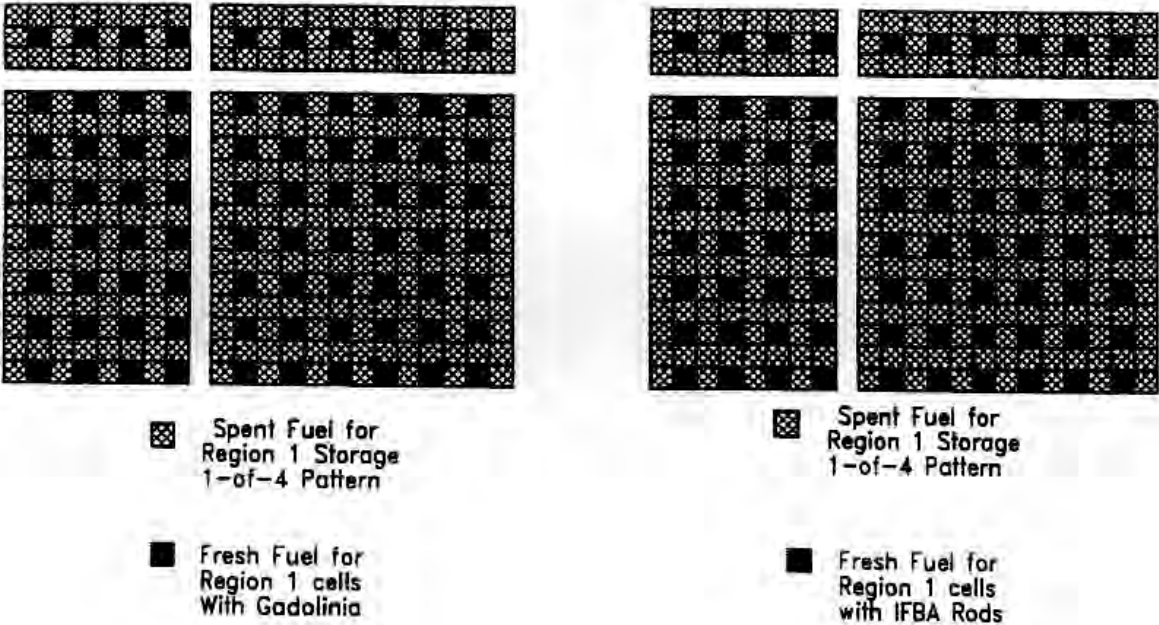 Spent Fuel for
Region 1 Storage
1-of-4 Pattern
Fresh Fuel for
Region 1 cells
With Gadolinia
Spent Fuel for
Region 1 Storage
1-of-4 Pattern
Fresh Fuel for
Region 1 cells
with IFBA Rods